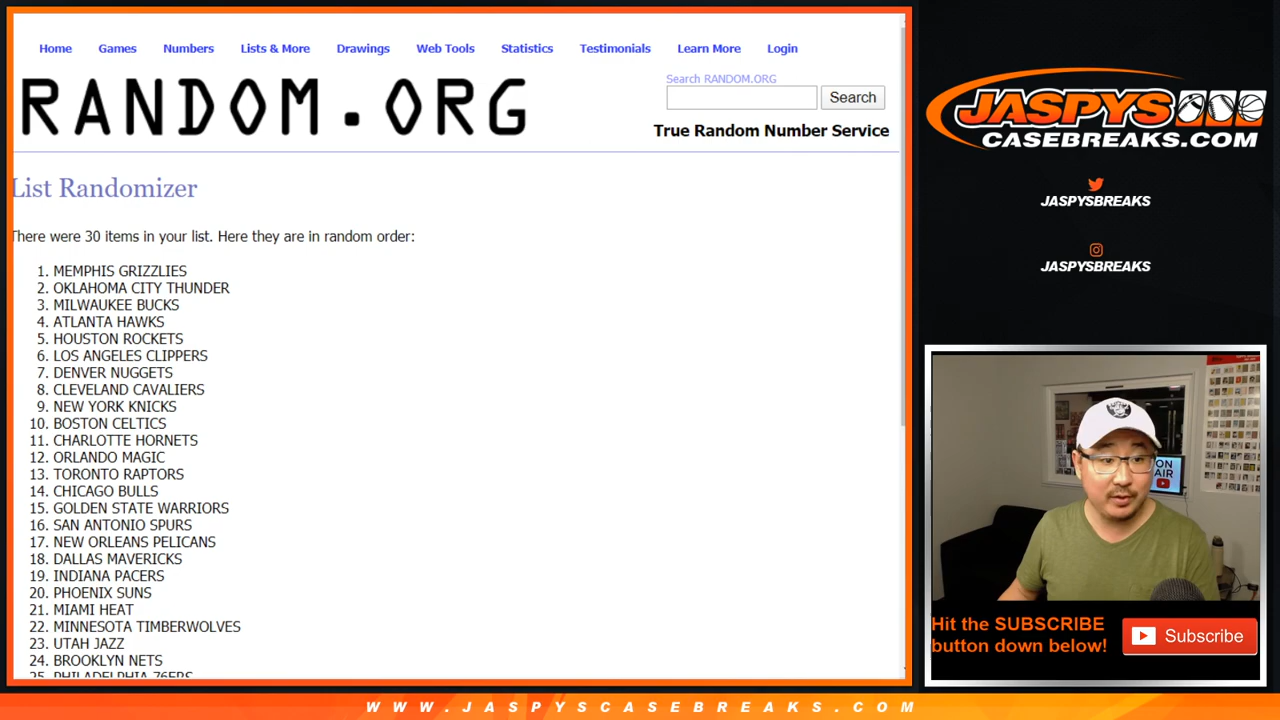 Home Games Numbers Lists & More Drawings Web Tools Statistics Testimonials Learn More Login
RANDOM.ORG
Search RANDOM.ORG
Search
True Random Number Service
List Randomizer
There were 30 items in your list. Here they are in random order:
1. MEMPHIS GRIZZLIES
2. OKLAHOMA CITY THUNDER
3. MILWAUKEE BUCKS
4. ATLANTA HAWKS
5. HOUSTON ROCKETS
6. LOS ANGELES CLIPPERS
7. DENVER NUGGETS
8. CLEVELAND CAVALIERS
9. NEW YORK KNICKS
10. BOSTON CELTICS
11. CHARLOTTE HORNETS
12. ORLANDO MAGIC
13. TORONTO RAPTORS
14. CHICAGO BULLS
15. GOLDEN STATE WARRIORS
16. SAN ANTONIO SPURS
17. NEW ORLEANS PELICANS
18. DALLAS MAVERICKS
19. INDIANA PACERS
20. PHOENIX SUNS
21. MIAMI HEAT
22. MINNESOTA TIMBERWOLVES
23. UTAH JAZZ
24. BROOKLYN NETS
25. PHILADELPHIA 76ERS
JASPYS
CASEBREAKS.COM
JASPYSBREAKS
JASPYSBREAKS
ON
AIR
Hit the SUBSCRIBE
button down below!
Subscribe
WWW.JASPYSCASEBREAKS.COM